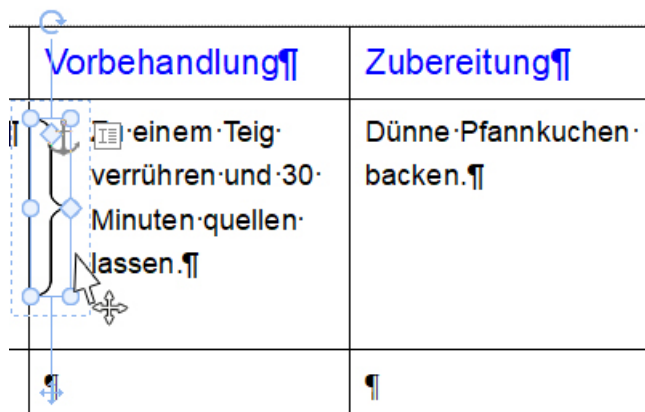 Vorbehandlung¶
Zubereitung¶
¶
einem·Teig·
verrühren·und·30·
Minuten·quellen·
lassen.¶
Dünne·Pfannkuchen·
backen.¶
¶
¶